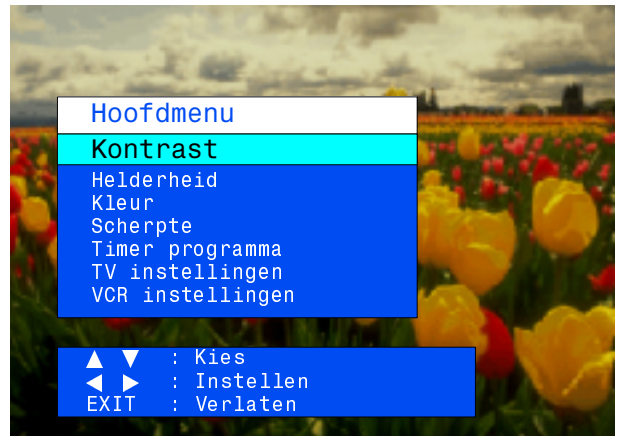 Hoofdmenu
Kontrast
Helderheid
Kleur
Scherpte
Timer programma
TV instellingen
VCR instellingen
▲ ▼ : Kies
◀ ▶ : Instellen
EXIT : Verlaten